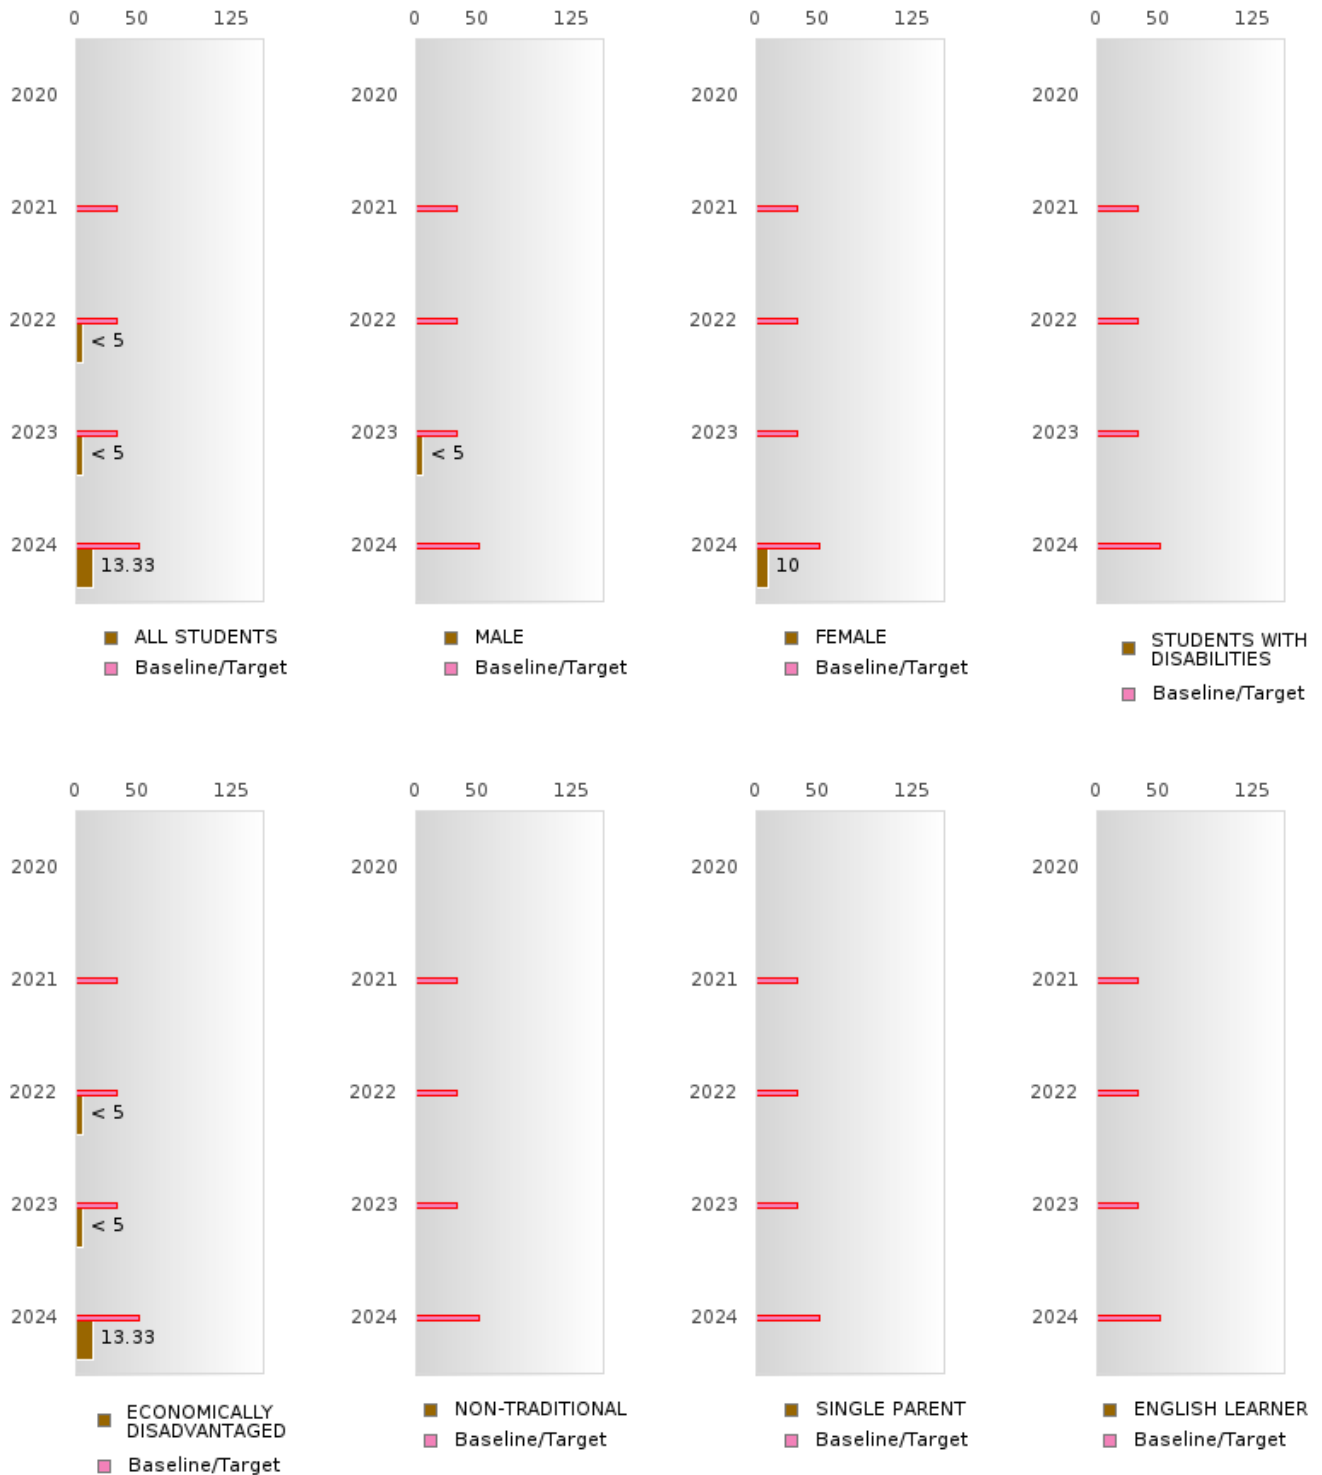 0 50 125 0 50 125 0 50 125 0 50 125
2020 2020 2020 2020
2021 2021 2021 2021
2022 2022 2022 2022
< 5
2023 2023 2023 2023
< 5 < 5
2024 2024 2024 2024
13.33 10
ALL STUDENTS MALE FEMALE STUDENTS WITH
DISABILITIES
Baseline/Target Baseline/Target Baseline/Target Baseline/Target
0 50 125 0 50 125 0 50 125 0 50 125
2020 2020 2020 2020
2021 2021 2021 2021
2022 2022 2022 2022
< 5
2023 2023 2023 2023
< 5
2024 2024 2024 2024
13.33
ECONOMICALLY NON-TRADITIONAL SINGLE PARENT ENGLISH LEARNER
DISADVANTAGED
Baseline/Target Baseline/Target Baseline/Target Baseline/Target